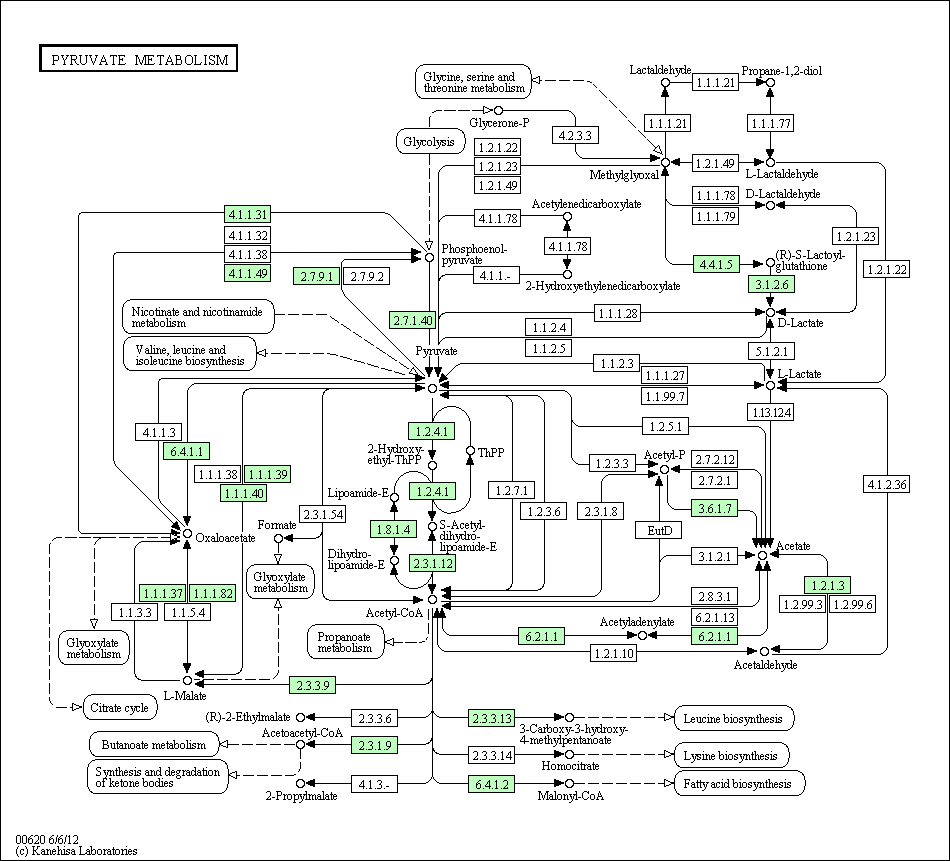 PYRUVATE METABOLISM
Glycine, serine and
threonine metabolism
Lactaldehyde
1.1.1.21
Propane-1,2-diol
Glycerone-P
4.2.3.3
1.1.1.21
1.1.1.77
Glycolysis
1.2.1.22
1.2.1.23
1.2.1.49
Methylglyoxal
1.2.1.49
L-Lactaldehyde
1.1.1.78
1.1.1.79
D-Lactaldehyde
4.1.1.31
4.1.1.32
4.1.1.38
4.1.1.49
Acetylenedicarboxylate
4.1.1.78
4.1.1.78
1.2.1.23
Phosphoenol-
pyruvate
2.7.9.1
2.7.9.2
4.1.1.-
2-Hydroxyethylenedicarboxylate
4.4.1.5
(R)-S-Lactoyl-
glutathione
1.2.1.22
3.1.2.6
Nicotinate and nicotinamide
metabolism
2.7.1.40
1.1.1.28
D-Lactate
1.1.2.4
1.1.2.5
Valine, leucine and
isoleucine biosynthesis
Pyruvate
5.1.2.1
1.1.2.3
1.1.1.27
1.1.99.7
L-Lactate
1.13.12.4
4.1.1.3
6.4.1.1
1.2.4.1
1.2.5.1
2-Hydroxy-
ethyl-ThPP
ThPP
Acetyl-P
1.2.3.3
2.7.2.12
2.7.2.1
1.1.1.38
1.1.1.39
1.1.1.40
Lipoamide-E
1.2.4.1
1.2.7.1
4.1.2.36
Formate
2.3.1.54
1.2.3.6
2.3.1.8
3.6.1.7
Oxaloacetate
1.8.1.4
S-Acetyl-
dihydro-
lipoamide-E
EutD
Acetate
Dihydro-
lipoamide-E
2.3.1.12
3.1.2.1
Glyoxylate
metabolism
1.1.1.37
1.1.1.82
1.1.3.3
1.1.5.4
1.2.1.3
1.2.99.3
1.2.99.6
Acetyl-CoA
2.8.3.1
6.2.1.13
Acetyladenylate
6.2.1.1
6.2.1.1
Glyoxylate
metabolism
Propanoate
metabolism
1.2.1.10
Acetaldehyde
L-Malate
2.3.3.9
Citrate cycle
(R)-2-Ethylmalate
2.3.3.6
2.3.3.13
3-Carboxy-3-hydroxy-
4-methylpentanoate
Leucine biosynthesis
Butanoate metabolism
Acetoacetyl-CoA
2.3.1.9
2.3.3.14
Homocitrate
Lysine biosynthesis
Synthesis and degradation
of ketone bodies
2-Propylmalate
4.1.3.-
6.4.1.2
Malonyl-CoA
Fatty acid biosynthesis
00620 6/6/12
(c) Kanehisa Laboratories